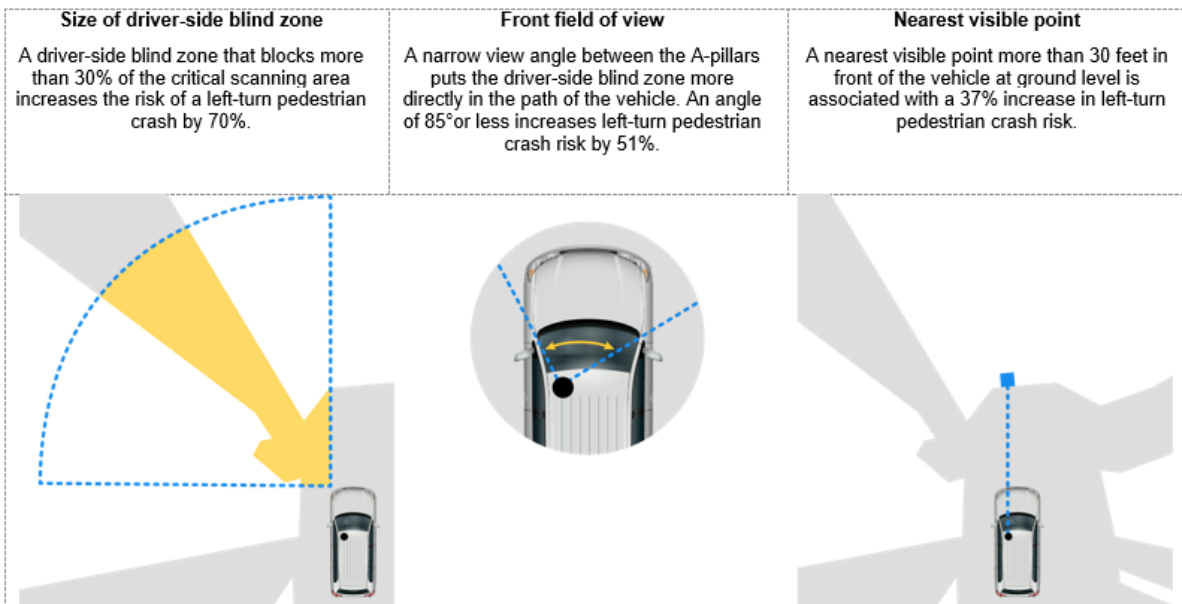 Size of driver-side blind zone
A driver-side blind zone that blocks more
than 30% of the critical scanning area
increases the risk of a left-turn pedestrian
crash by 70%.
Front field of view
A narrow view angle between the A-pillars
puts the driver-side blind zone more
directly in the path of the vehicle. An angle
of 85°or less increases left-turn pedestrian
crash risk by 51%.
Nearest visible point
A nearest visible point more than 30 feet in
front of the vehicle at ground level is
associated with a 37% increase in left-turn
pedestrian crash risk.